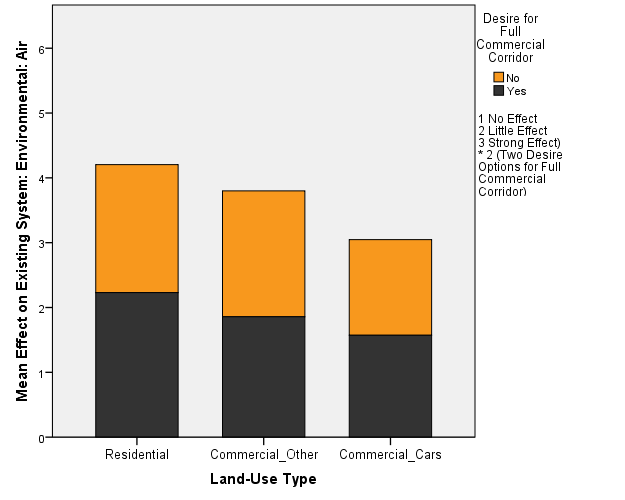 Mean Effect on Existing System: Environmental: Air
6
5
4
3
2
1
0
Residential
Commercial_Other
Commercial_Cars
Land-Use Type
Desire for
Full
Commercial
Corridor
No
Yes
1 No Effect
2 Little Effect
3 Strong Effect)
* 2 (Two Desire
Options for Full
Commercial
Corridor)